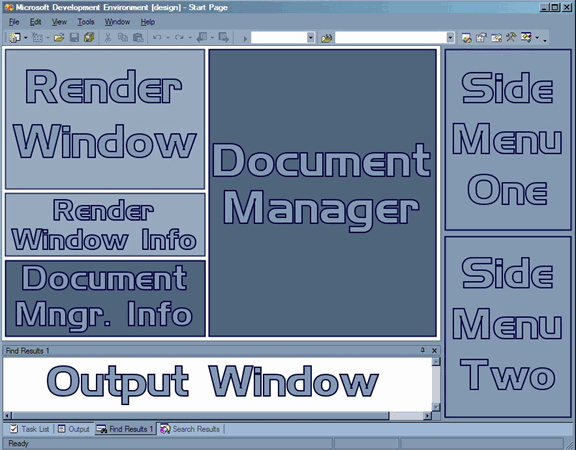 Microsoft Development Environment [design] - Start Page
File Edit View Tools Window Help
Render
Window
Render
Window Info
Document
Mngr. Info
Document
Manager
Side
Menu
One
Side
Menu
Two
Find Results 1
Output Window
Task List Output Find Results 1 Search Results
Ready